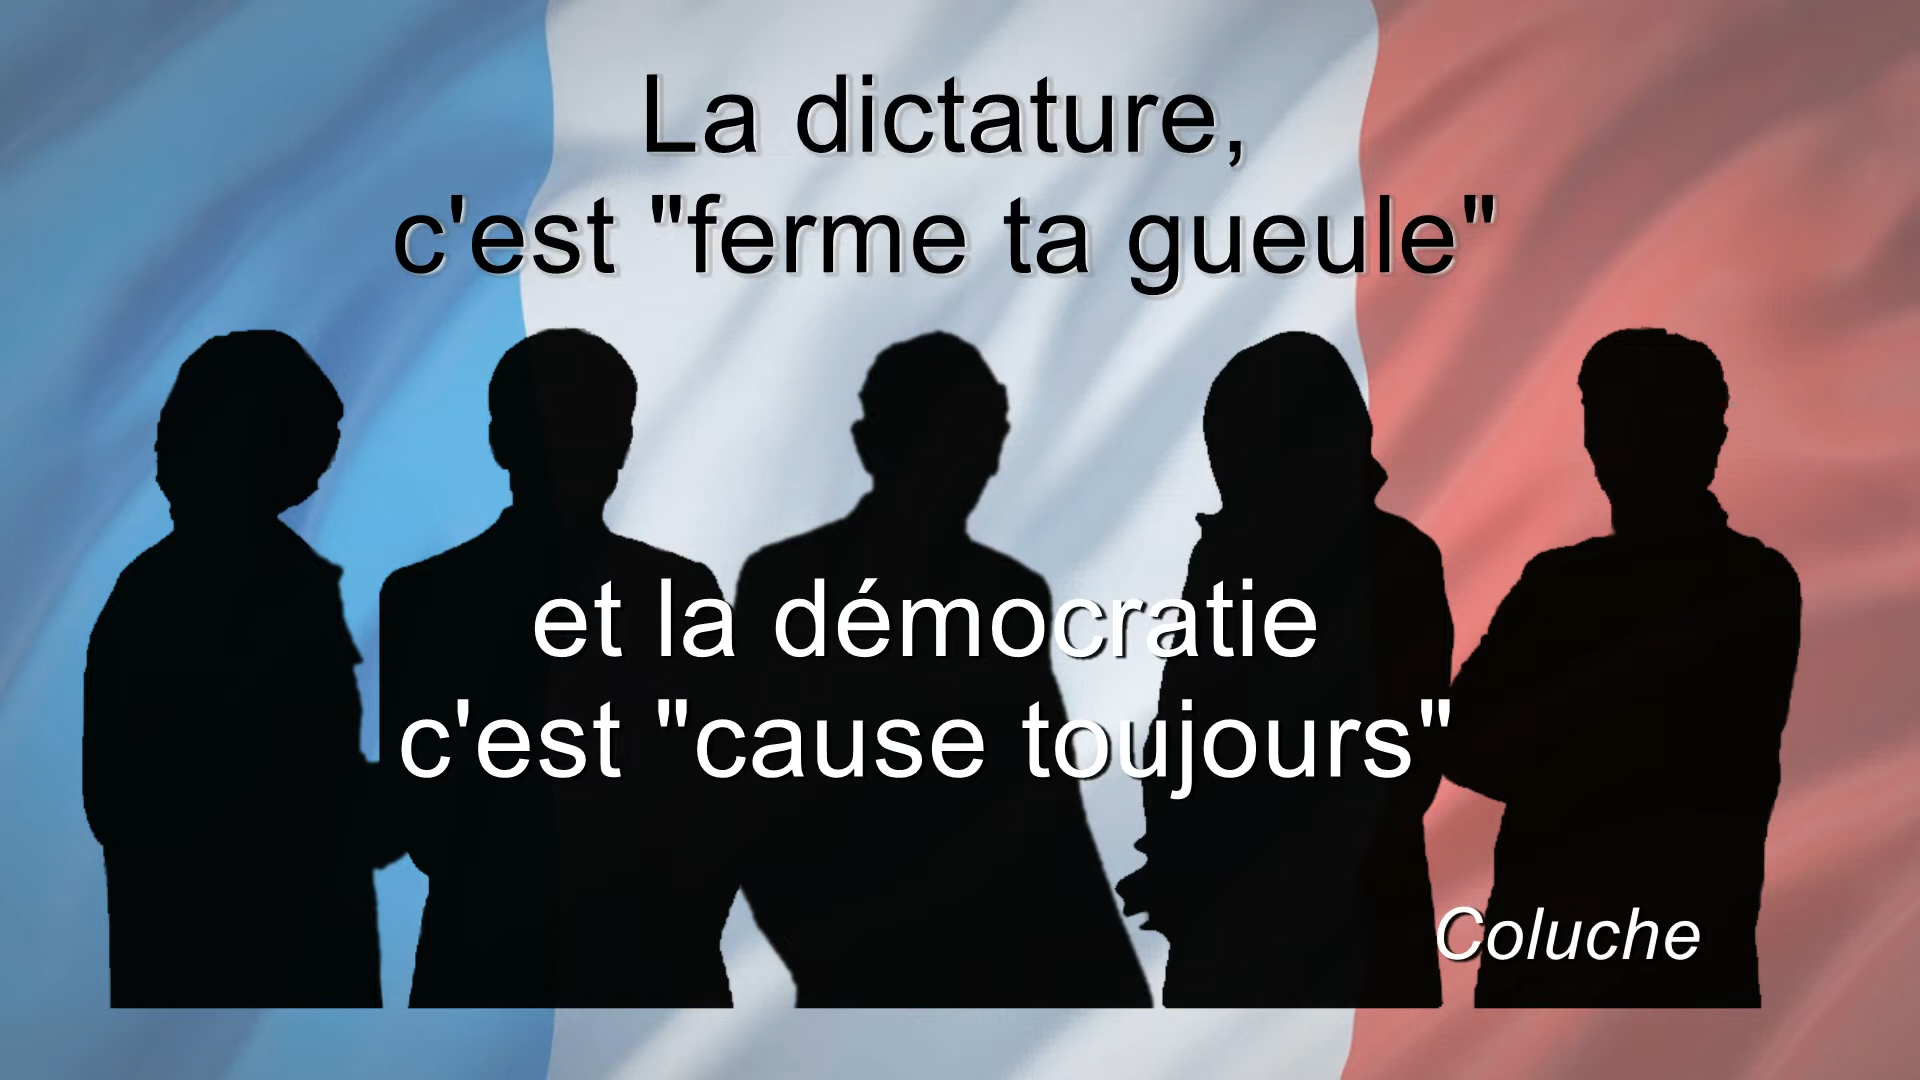 La dictature,
c'est "ferme ta gueule"
et la démocratie
c'est "cause toujours"
Coluche